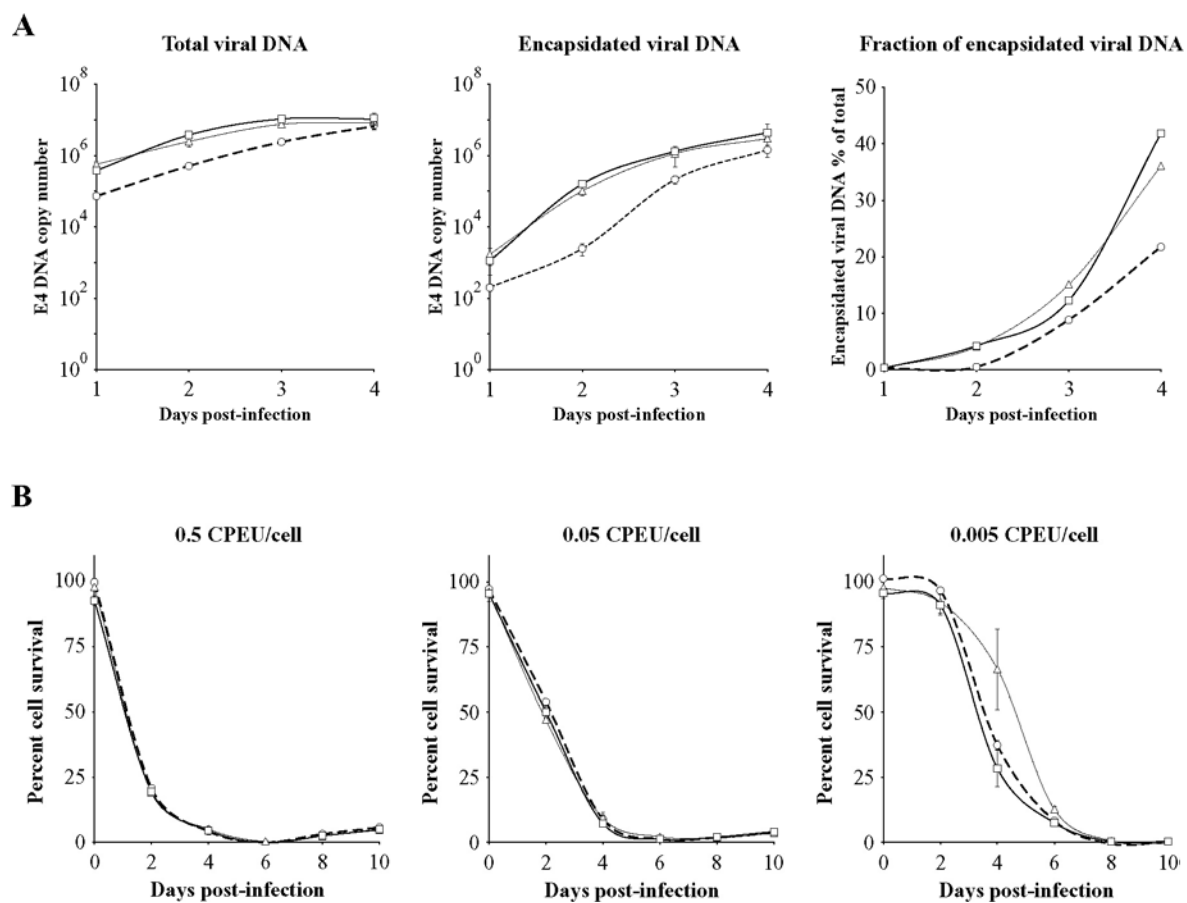 A
Total viral DNA
Encapsidated viral DNA
Fraction of encapsidated viral DNA
E4 DNA copy number
10^8
10^6
10^4
10^2
10^0
1 2 3 4
Days post-infection
E4 DNA copy number
10^8
10^6
10^4
10^2
10^0
1 2 3 4
Days post-infection
Encapsidated viral DNA % of total
50
40
30
20
10
0
1 2 3 4
Days post-infection
B
0.5 CPEU/cell
0.05 CPEU/cell
0.005 CPEU/cell
Percent cell survival
100
75
50
25
0
0 2 4 6 8 10
Days post-infection
Percent cell survival
100
75
50
25
0
0 2 4 6 8 10
Days post-infection
Percent cell survival
100
75
50
25
0
0 2 4 6 8 10
Days post-infection